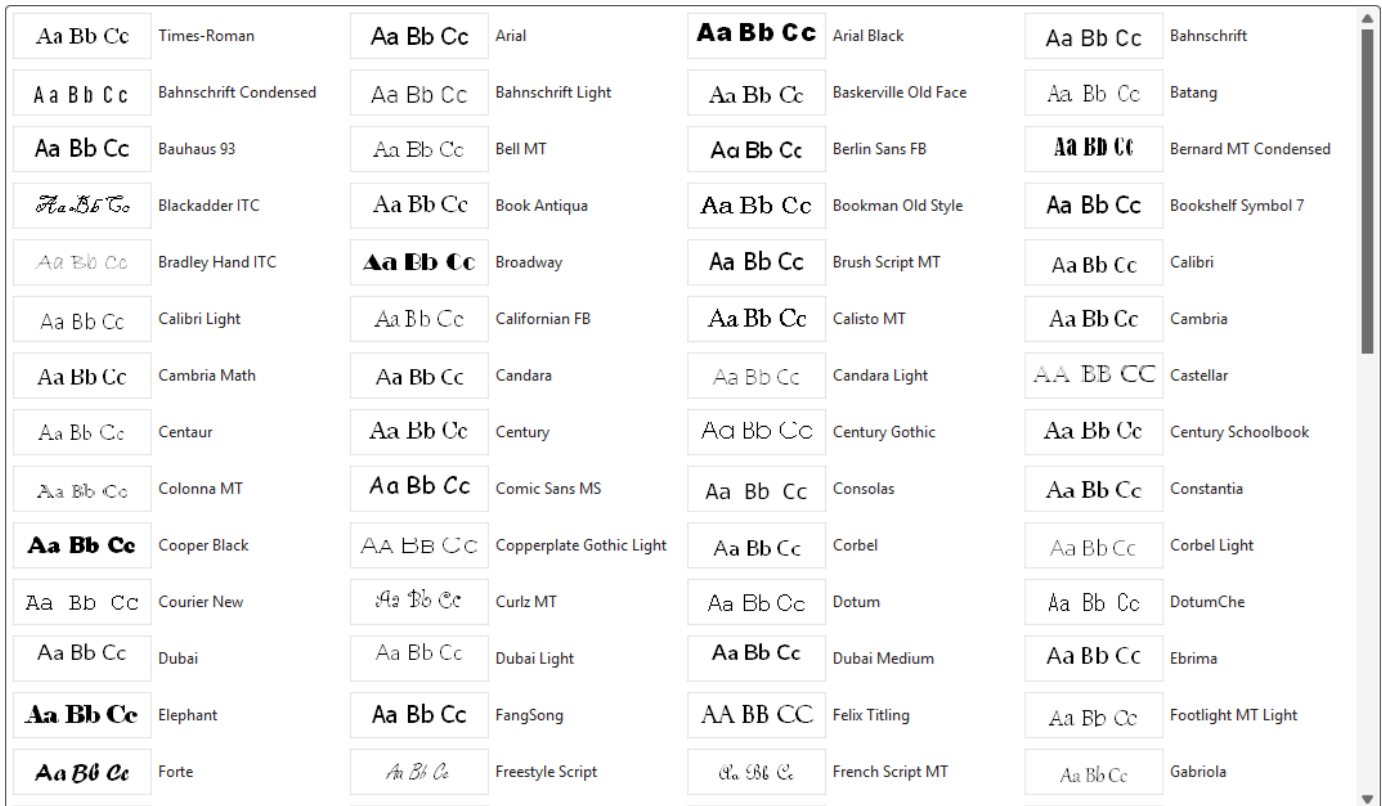 Aa Bb Cc Times-Roman Aa Bb Cc Arial Aa Bb Cc Arial Black Aa Bb Cc Bahnschrift
Aa Bb Cc Bahnschrift Condensed Aa Bb Cc Bahnschrift Light Aa Bb Cc Baskerville Old Face Aa Bb Cc Batang
Aa Bb Cc Bauhaus 93 Aa Bb Cc Bell MT Aa Bb Cc Berlin Sans FB Aa Bb Cc Bernard MT Condensed
Aa Bb Cc Blackadder ITC Aa Bb Cc Book Antiqua Aa Bb Cc Bookman Old Style Aa Bb Cc Bookshelf Symbol 7
Aa Bb Cc Bradley Hand ITC Aa Bb Cc Broadway Aa Bb Cc Brush Script MT Aa Bb Cc Calibri
Aa Bb Cc Calibri Light Aa Bb Cc Californian FB Aa Bb Cc Calisto MT Aa Bb Cc Cambria
Aa Bb Cc Cambria Math Aa Bb Cc Candara Aa Bb Cc Candara Light AA BB CC Castellar
Aa Bb Cc Centaur Aa Bb Cc Century Aa Bb Cc Century Gothic Aa Bb Cc Century Schoolbook
Aa Bb Cc Colonna MT Aa Bb Cc Comic Sans MS Aa Bb Cc Consolas Aa Bb Cc Constantia
Aa Bb Cc Cooper Black AA BB CC Copperplate Gothic Light Aa Bb Cc Corbel Aa Bb Cc Corbel Light
Aa Bb Cc Courier New Aa Bb Cc Curlz MT Aa Bb Cc Dotum Aa Bb Cc DotumChe
Aa Bb Cc Dubai Aa Bb Cc Dubai Light Aa Bb Cc Dubai Medium Aa Bb Cc Ebrima
Aa Bb Cc Elephant Aa Bb Cc FangSong AA BB CC Felix Titling Aa Bb Cc Footlight MT Light
Aa Bb Cc Forte Aa Bb Cc Freestyle Script Aa Bb Cc French Script MT Aa Bb Cc Gabriola